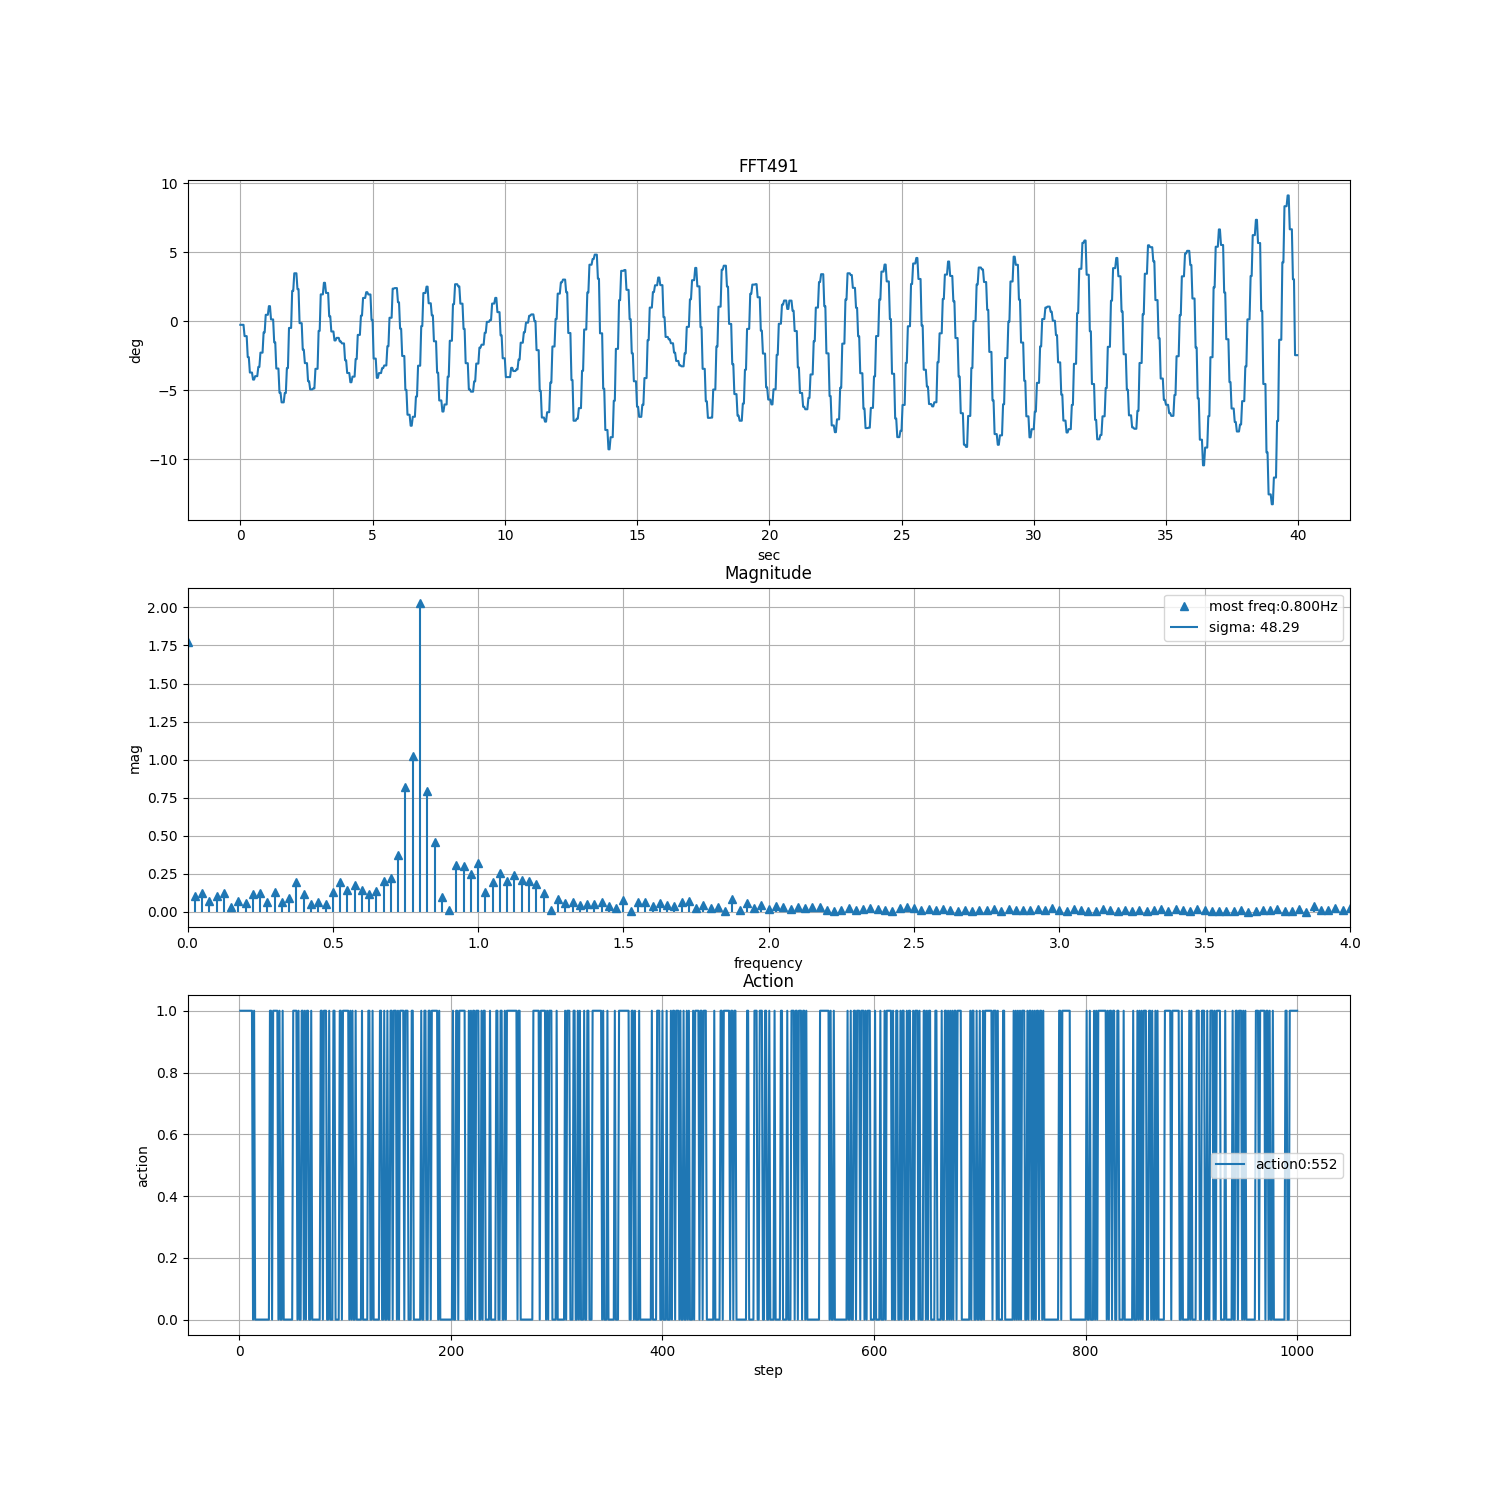 FFT491
10
5
0
−5
−10
deg
0 5 10 15 20 25 30 35 40
sec
Magnitude
most freq:0.800Hz
sigma: 48.29
2.00
1.75
1.50
1.25
1.00
0.75
0.50
0.25
0.00
mag
0.0 0.5 1.0 1.5 2.0 2.5 3.0 3.5 4.0
frequency
Action
1.0
0.8
0.6
0.4
0.2
0.0
action
action0:552
0 200 400 600 800 1000
step